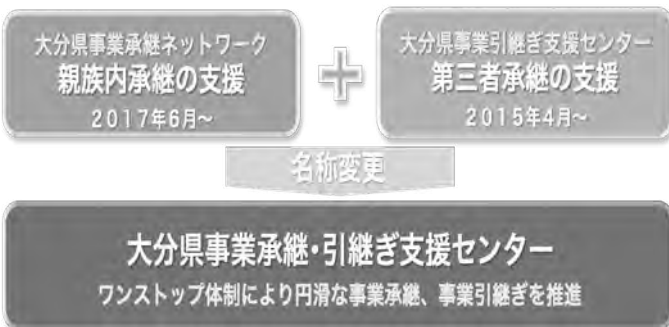 大分県事業承継ネットワーク
親族内承継の支援
2017年6月~
+
大分県事業引継ぎ支援センター
第三者承継の支援
2015年4月~
名称変更
大分県事業承継・引継ぎ支援センター
ワンストップ体制により円滑な事業承継、事業引継ぎを推進